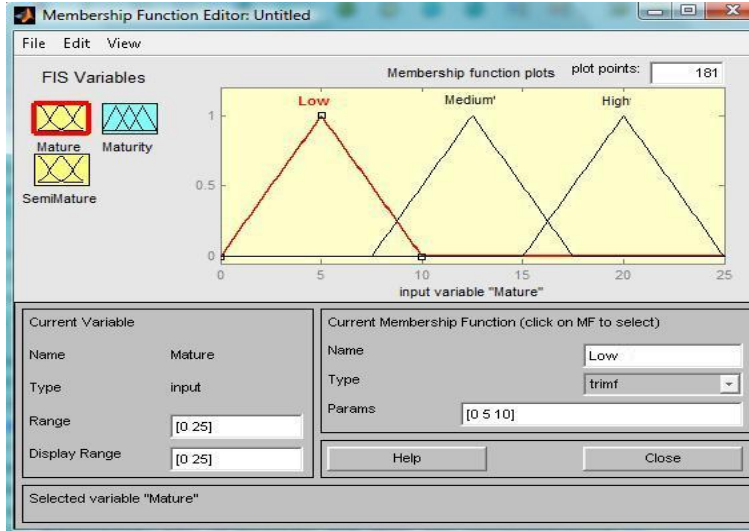 Membership Function Editor: Untitled
File Edit View
FIS Variables
Membership function plots plot points: 181
Mature Maturity
SemiMature
Low Medium' High'
1
0.5
0
0 5 10 15 20 25
input variable "Mature"
Current Variable
Name Mature
Type input
Range [0 25]
Display Range [0 25]
Current Membership Function (click on MF to select)
Name Low
Type trimf
Params [0 5 10]
Help Close
Selected variable "Mature"